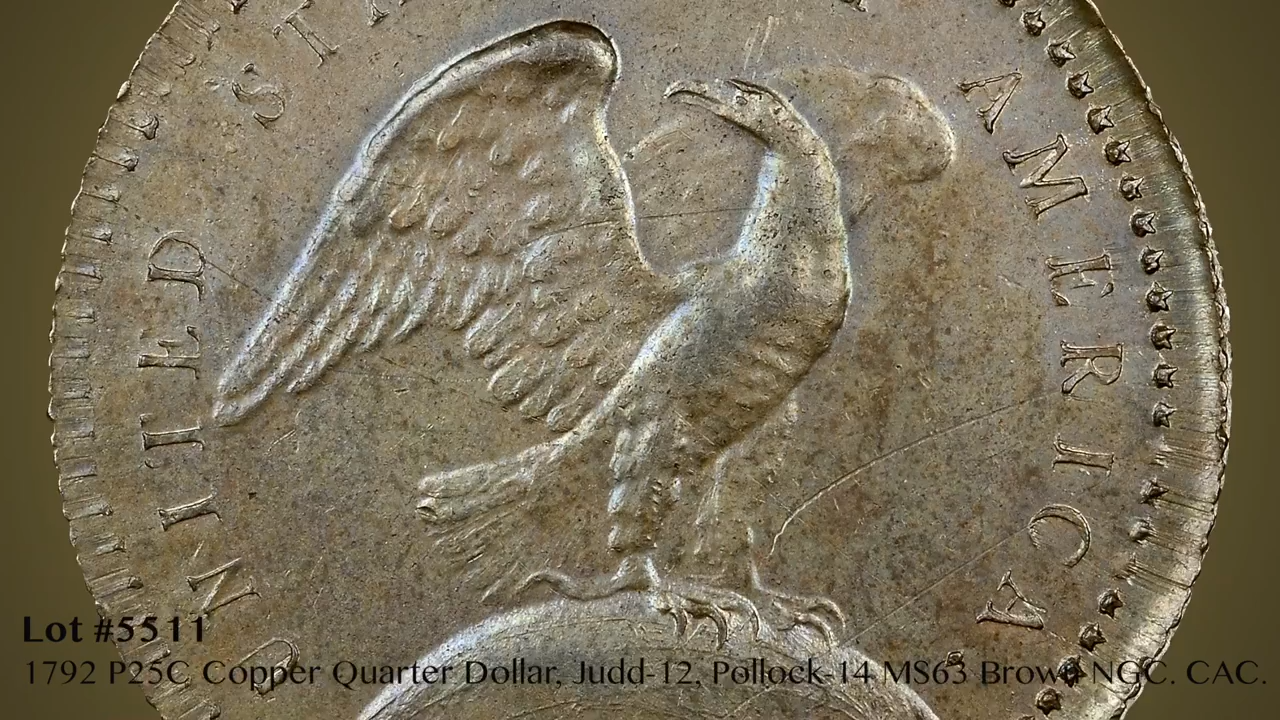 UNITED STA
AMERICA
Lot #5511
1792 P25C Copper Quarter Dollar, Judd-12, Pollock-14 MS63 Brown NGC. CAC.